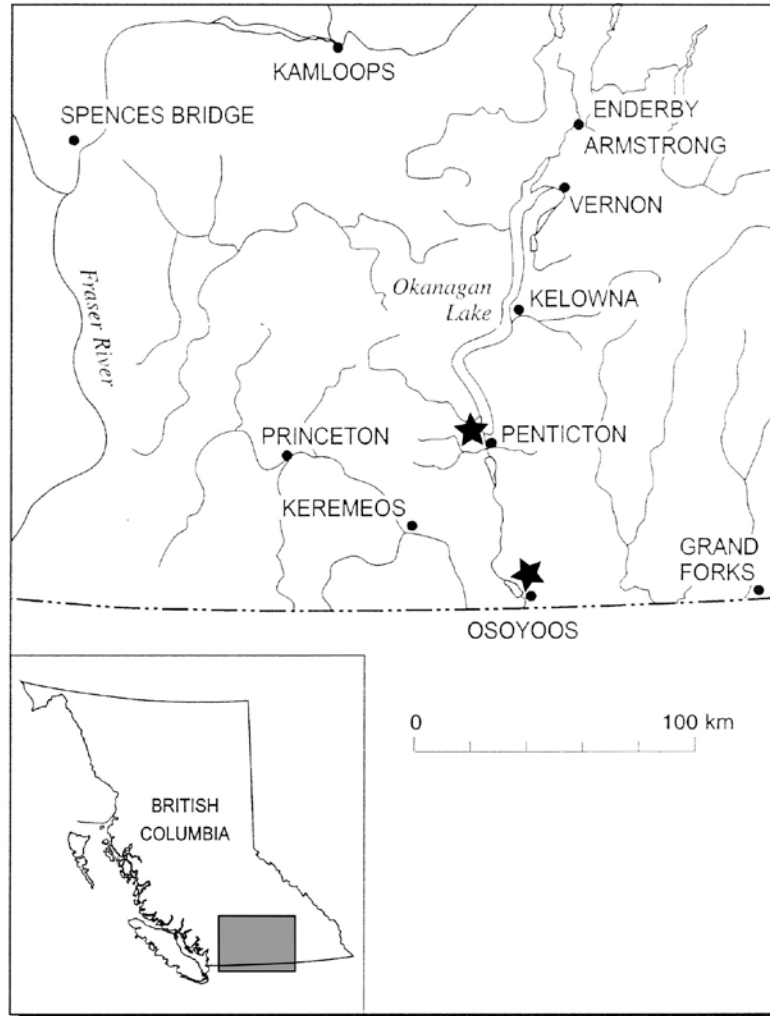 KAMLOOPS
SPENCES BRIDGE
ENDERBY
ARMSTRONG
VERNON
Fraser River
Okanagan
Lake
KELOWNA
PRINCETON
PENTICTON
KEREMEOS
GRAND
FORKS
OSOYOOS
0 100 km
BRITISH
COLUMBIA